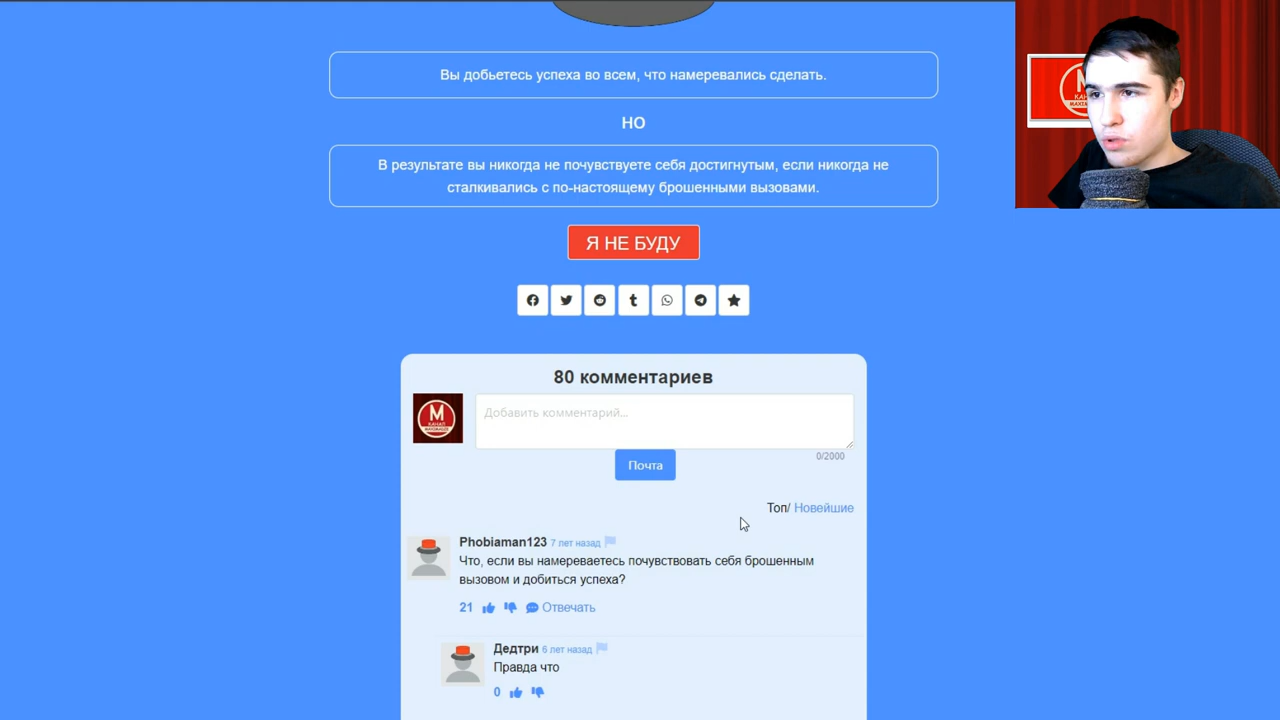 Вы добьетесь успеха во всем, что намеревались сделать.
НО
В результате вы никогда не почувствуете себя достигнутым, если никогда не
сталкивались с по-настоящему брошенными вызовами.
Я НЕ БУДУ
80 комментариев
М
КАНАЛ
Добавить комментарий...
0/2000
Почта
Топ/ Новейшие
Phobiaman123 7 лет назад
Что, если вы намереваетесь почувствовать себя брошенным
вызовом и добиться успеха?
21 Отвечать
Дедтри 6 лет назад
Правда что
0